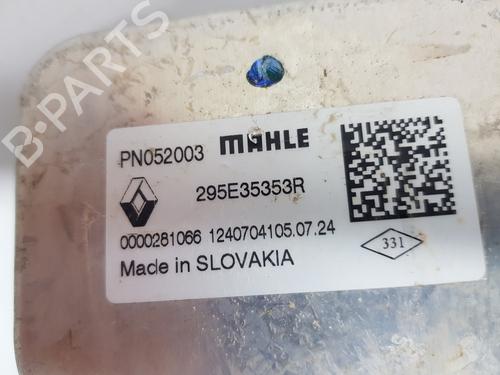 B-PARTS
PN052003 MAHLE
295E35353R
0000281066 1240704105.07.24
331
Made in SLOVAKIA